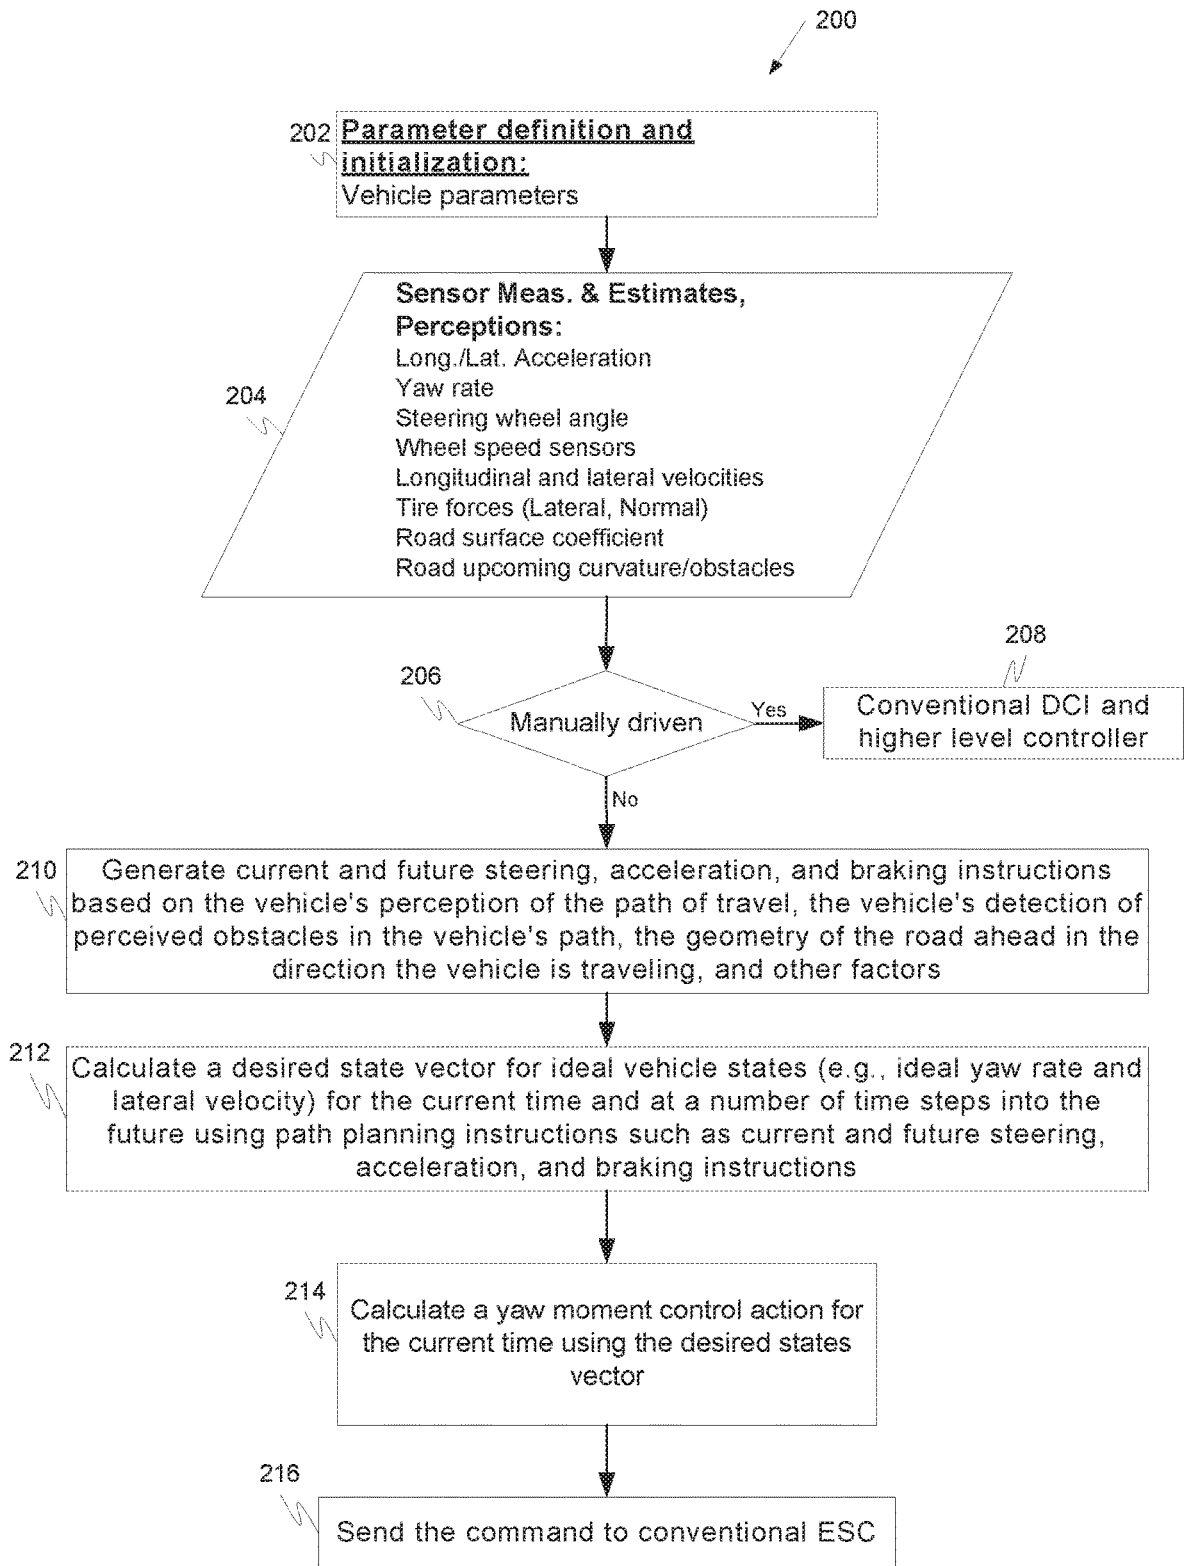 200
202
Parameter definition and
initialization:
Vehicle parameters
204
Sensor Meas. & Estimates,
Perceptions:
Long./Lat. Acceleration
Yaw rate
Steering wheel angle
Wheel speed sensors
Longitudinal and lateral velocities
Tire forces (Lateral, Normal)
Road surface coefficient
Road upcoming curvature/obstacles
206
Manually driven
Yes
208
Conventional DCI and
higher level controller
No
210
Generate current and future steering, acceleration, and braking instructions
based on the vehicle's perception of the path of travel, the vehicle's detection of
perceived obstacles in the vehicle's path, the geometry of the road ahead in the
direction the vehicle is traveling, and other factors
212
Calculate a desired state vector for ideal vehicle states (e.g., ideal yaw rate and
lateral velocity) for the current time and at a number of time steps into the
future using path planning instructions such as current and future steering,
acceleration, and braking instructions
214
Calculate a yaw moment control action for
the current time using the desired states
vector
216
Send the command to conventional ESC